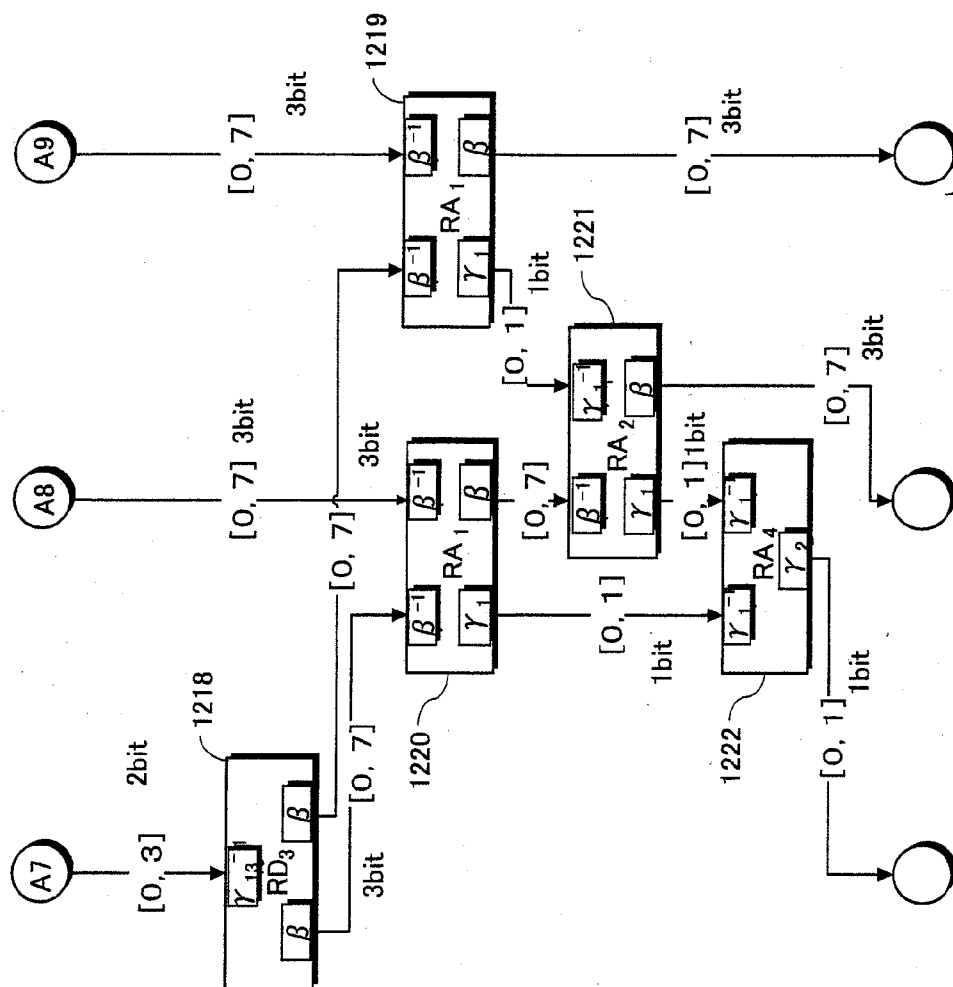 A7
A8
A9
[0, 3]
2bit
[0, 7]
3bit
[0, 7]
3bit
1218
γ13⁻¹
RD3
β
β
[0, 7]
3bit
[0, 7]
3bit
1219
β⁻¹
β⁻¹
RA1
γ1
β
1220
β⁻¹
β⁻¹
RA1
γ1
β
[0, 1]
1bit
[0, 7]
3bit
1221
β⁻¹
γ1⁻¹
RA2
γ1
β
[0, 7]
[0, 1]
1bit
[0, 1]
1bit
1222
γ1⁻
γ1⁻
RA4
γ2
[0, 7]
3bit
[0, 1]
1bit